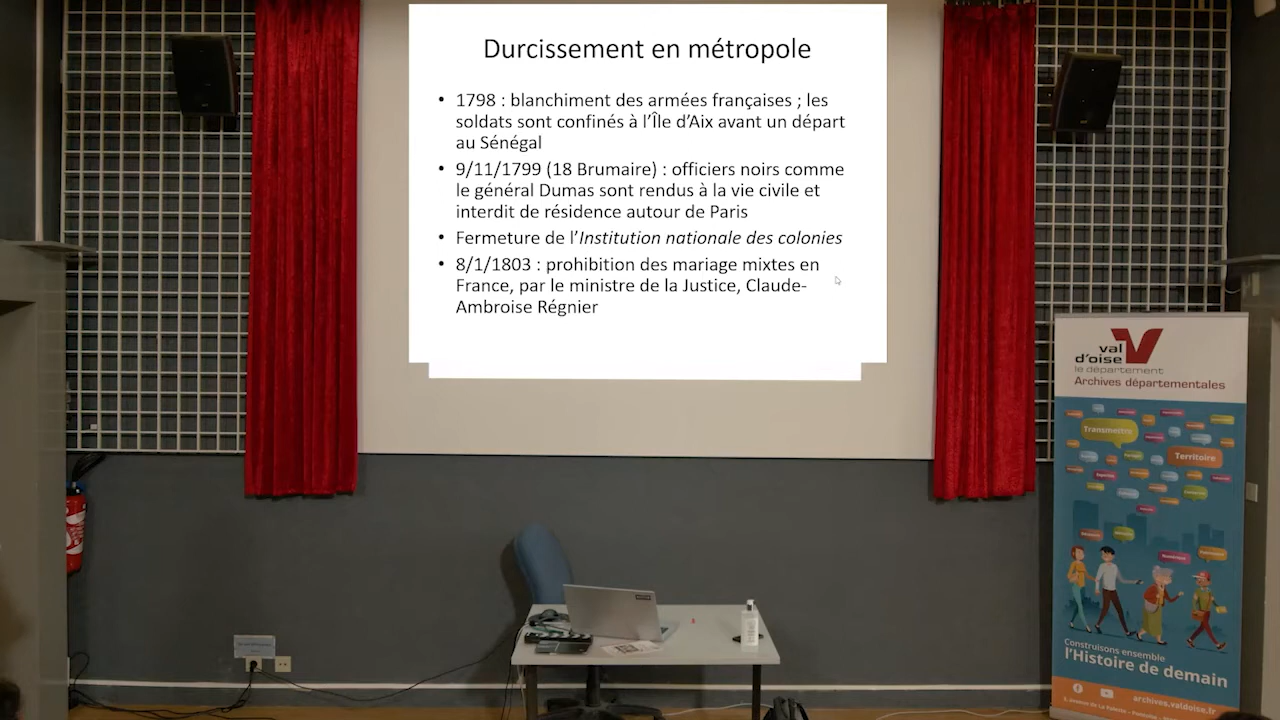 Durcissement en métropole
• 1798 : blanchiment des armées françaises ; les
soldats sont confinés à l'Île d'Aix avant un départ
au Sénégal
• 9/11/1799 (18 Brumaire) : officiers noirs comme
le général Dumas sont rendus à la vie civile et
interdit de résidence autour de Paris
• Fermeture de l'Institution nationale des colonies
• 8/1/1803 : prohibition des mariage mixtes en
France, par le ministre de la Justice, Claude-
Ambroise Régnier
val
d'oise
le département
Archives départementales
Transmettre
Territoire
Construisons ensemble
l'Histoire de demain
archives.valdoise.fr